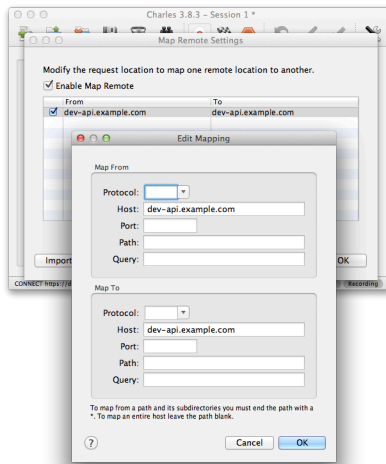 Charles 3.8.3 – Session 1 *
Map Remote Settings
Modify the request location to map one remote location to another.
Enable Map Remote
From To
dev-api.example.com dev-api.example.com
Edit Mapping
Map From
Protocol:
Host: dev-api.example.com
Port:
Path:
Query:
Import
OK
CONNECT https://d
Recording
Map To
Protocol:
Host: dev-api.example.com
Port:
Path:
Query:
To map from a path and its subdirectories you must end the path with a
*. To map an entire host leave the path blank.
? Cancel OK